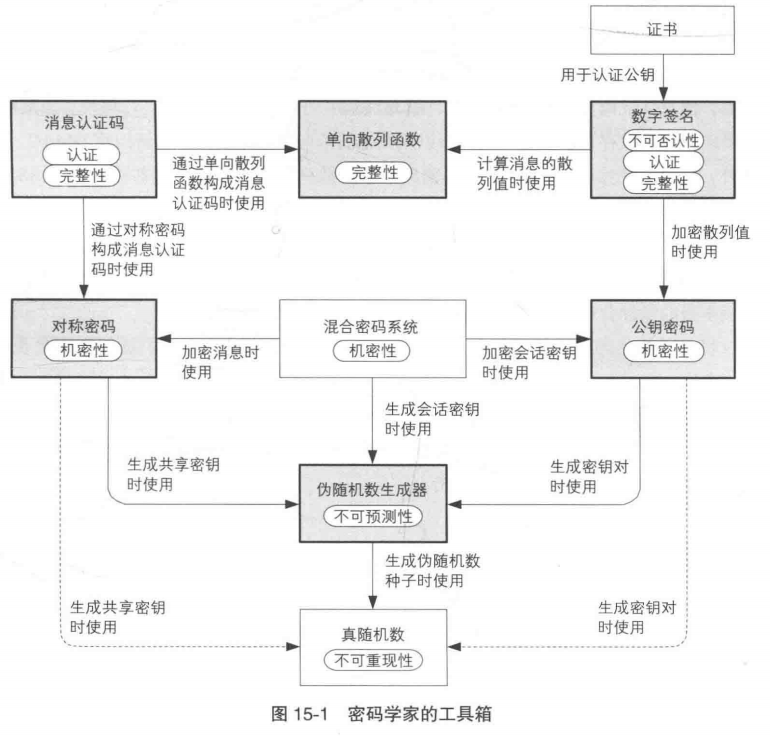 证书
用于认证公钥
消息认证码
认证
完整性
通过单向散列
函数构成消息
认证码时使用
单向散列函数
完整性
计算消息的散
列值时使用
数字签名
不可否认性
认证
完整性
通过对称密码
构成消息认证
码时使用
加密散列值
时使用
对称密码
机密性
加密消息时
使用
混合密码系统
机密性
加密会话密钥
时使用
公钥密码
机密性
生成会话密钥
时使用
生成共享密钥
时使用
伪随机数生成器
不可预测性
生成密钥对
时使用
生成伪随机数
种子时使用
生成共享密钥
时使用
真随机数
不可重现性
生成密钥对
时使用
图 15-1 密码学家的工具箱